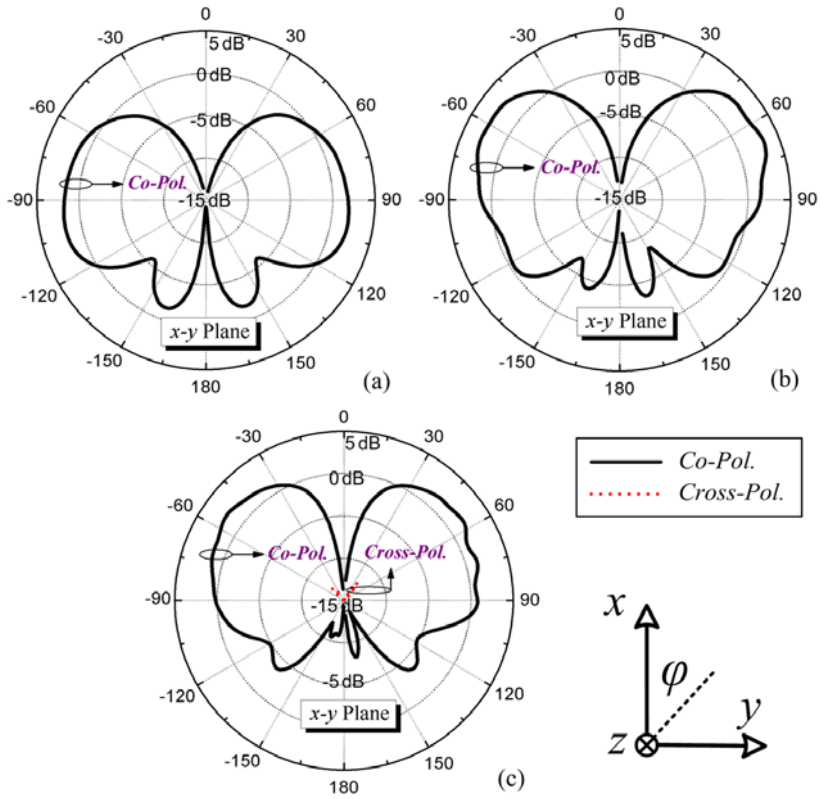 0
-30
30
5 dB
0 dB
-60
60
-5 dB
Co-Pol.
-90
-15 dB
90
-120
120
x-y Plane
-150
150
180
(a)
0
-30
30
5 dB
0 dB
-60
60
-5 dB
Co-Pol.
-90
-15 dB
90
-120
120
x-y Plane
-150
150
180
(b)
0
-30
30
5 dB
0 dB
-60
60
Co-Pol.
Cross-Pol.
-90
-15 dB
90
-5 dB
-120
120
x-y Plane
-150
150
180
(c)
Co-Pol.
Cross-Pol.
x
φ
y
z